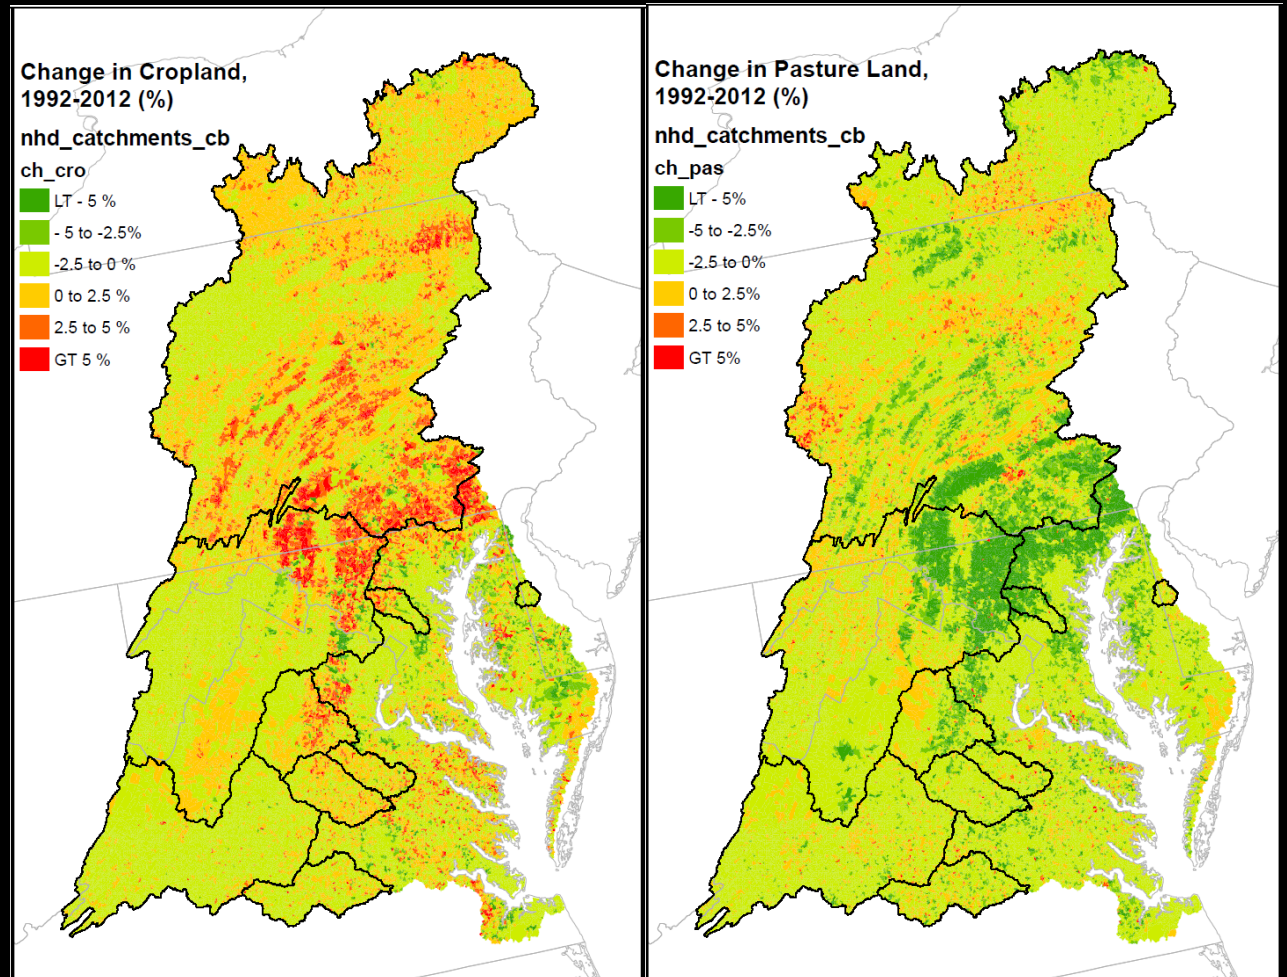 Change in Cropland,
1992-2012 (%)
nhd_catchments_cb
ch_cro
LT - 5 %
- 5 to -2.5%
-2.5 to 0 %
0 to 2.5 %
2.5 to 5 %
GT 5 %
Change in Pasture Land,
1992-2012 (%)
nhd_catchments_cb
ch_pas
LT - 5%
-5 to -2.5%
-2.5 to 0%
0 to 2.5%
2.5 to 5%
GT 5%